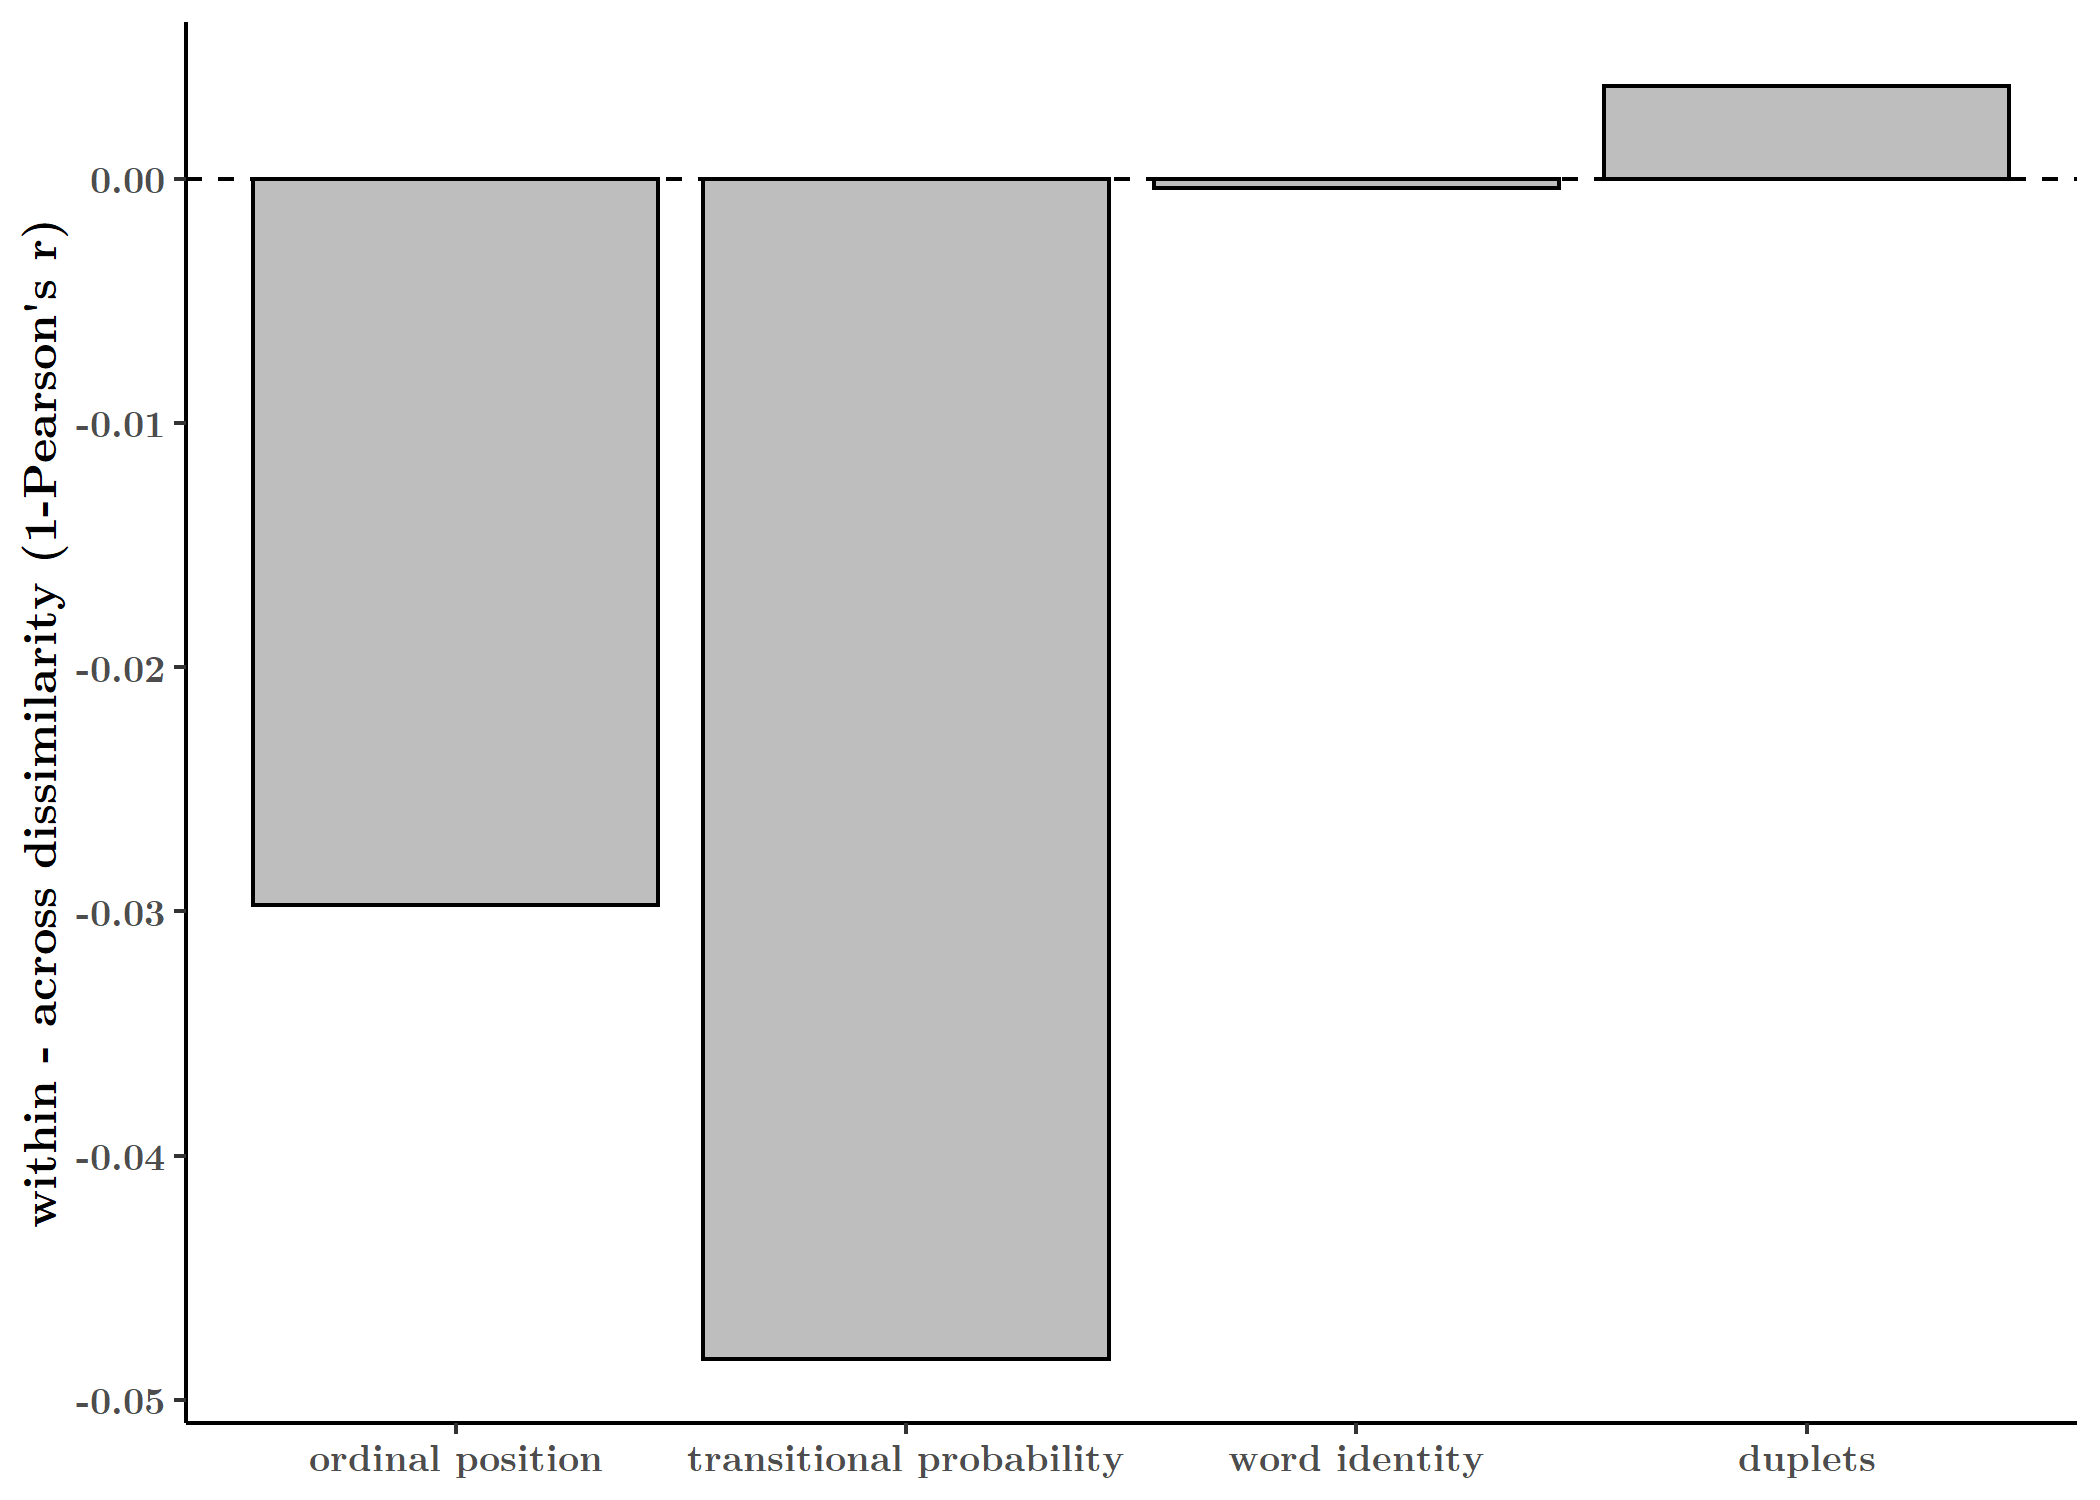 within - across dissimilarity (1-Pearson's r)
0.00
-0.01
-0.02
-0.03
-0.04
-0.05
ordinal position
transitional probability
word identity
duplets